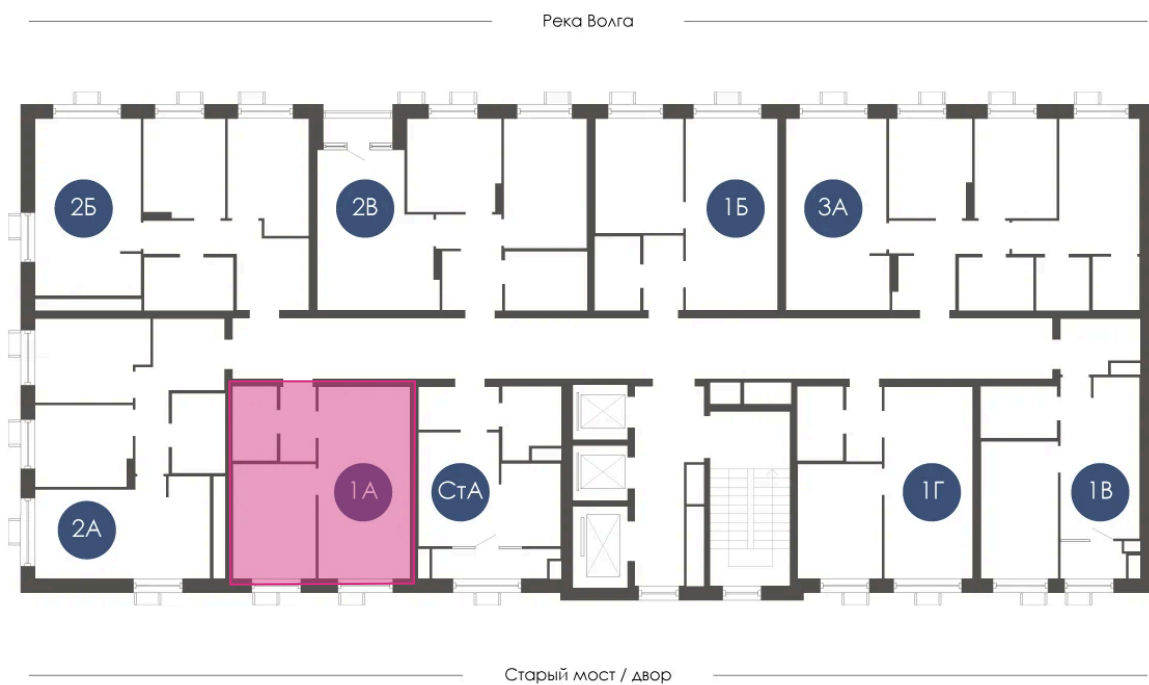 Река Волга
2Б
2В
1Б
3А
1А
СтА
1Г
1В
2А
Старый мост / двор